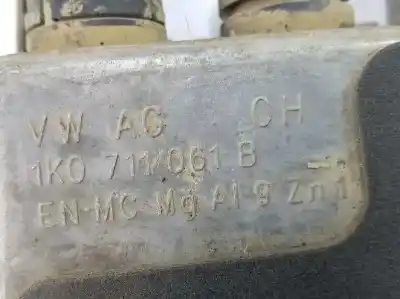 VW AG CH
1K0 711/061 B
EN-MC Mg Al 9 Zn 1